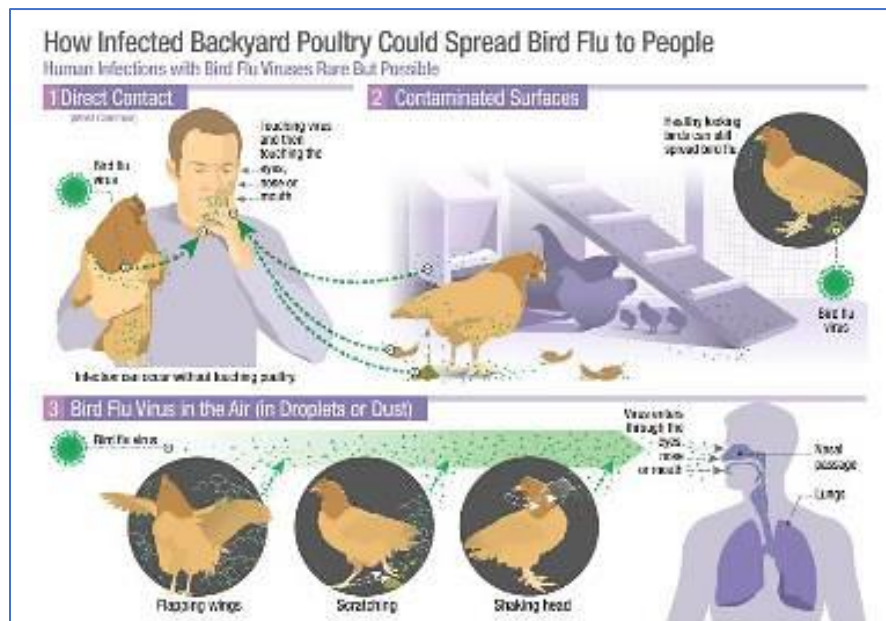 How Infected Backyard Poultry Could Spread Bird Flu to People
Human Infections with Bird Flu Viruses Rare But Possible
1 Direct Contact
(Most Common)
Bird flu
virus
Touching virus
and then
touching the
eyes,
nose or
mouth
Infection can occur without touching poultry.
2 Contaminated Surfaces
Healthy looking
birds can still
spread bird flu.
Bird flu
virus
3 Bird Flu Virus in the Air (in Droplets or Dust)
Bird flu virus
Flapping wings
Scratching
Shaking head
Virus enters
through the
eyes,
nose
or mouth
Nasal
passage
Lungs